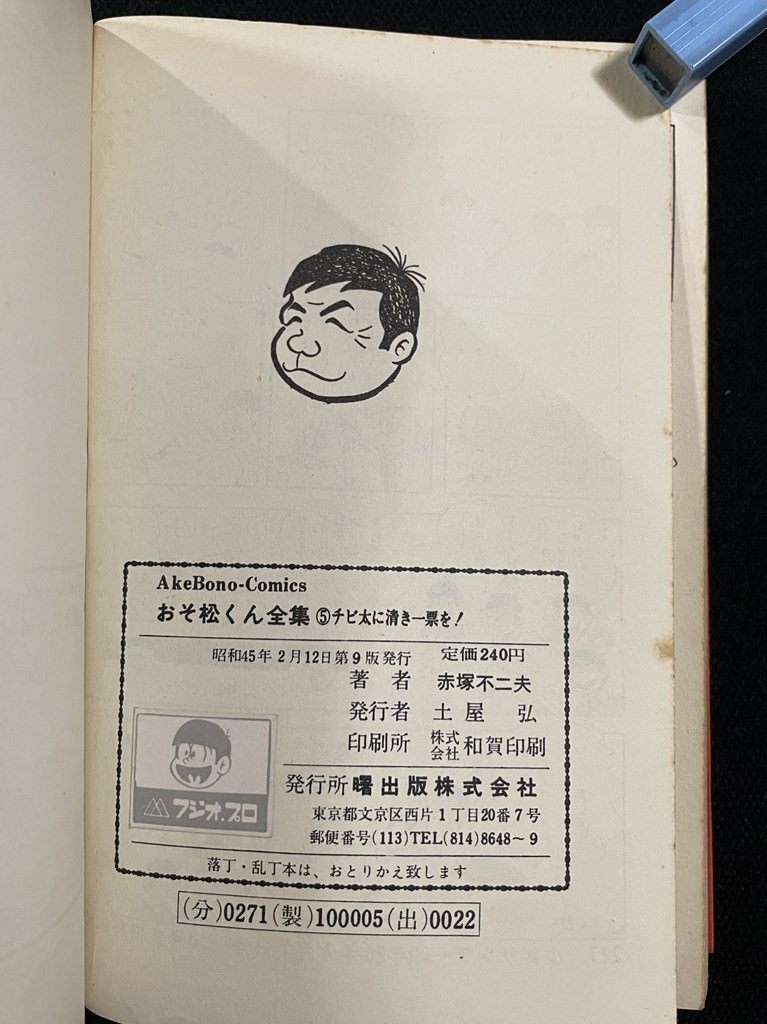 AkeBono-Comics
おそ松くん全集⑤チビ太に清き一票を!
昭和45年2月12日第9版発行 定価240円
著者 赤塚不二夫
発行者 土屋弘
印刷所 株式会社和賀印刷
フジオ.プロ
発行所 曙出版株式会社
東京都文京区西片1丁目20番7号
郵便番号(113)TEL(814)8648~9
落丁・乱丁本は、おとりかえ致します
(分)0271(製)100005(出)0022